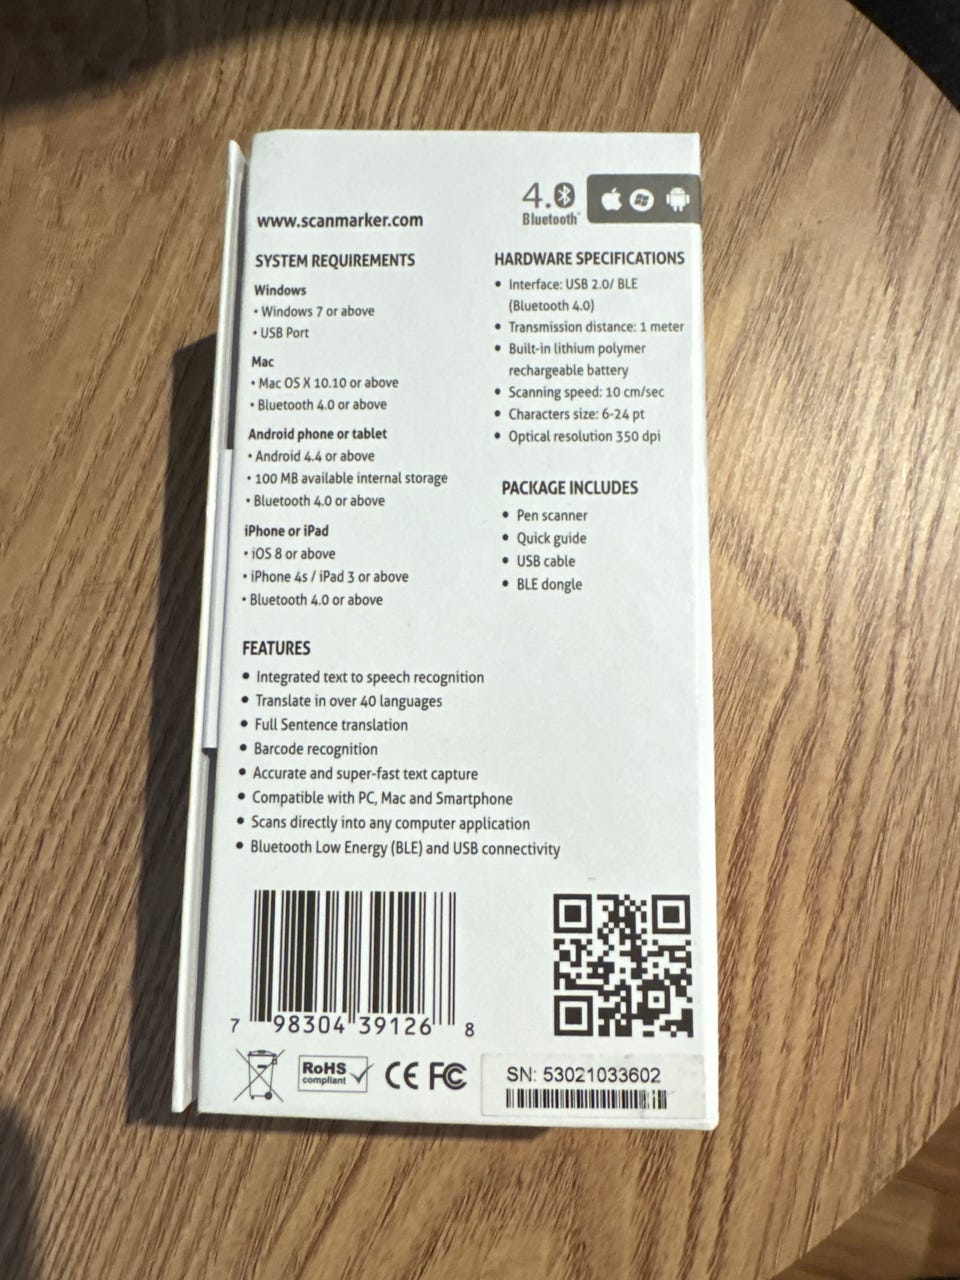 www.scanmarker.com
4.0
Bluetooth®
SYSTEM REQUIREMENTS
Windows
• Windows 7 or above
• USB Port
Mac
• Mac OS X 10.10 or above
• Bluetooth 4.0 or above
Android phone or tablet
• Android 4.4 or above
• 100 MB available internal storage
• Bluetooth 4.0 or above
iPhone or iPad
• iOS 8 or above
• iPhone 4s / iPad 3 or above
• Bluetooth 4.0 or above
HARDWARE SPECIFICATIONS
• Interface: USB 2.0/ BLE
(Bluetooth 4.0)
• Transmission distance: 1 meter
• Built-in lithium polymer
rechargeable battery
• Scanning speed: 10 cm/sec
• Characters size: 6-24 pt
• Optical resolution 350 dpi
PACKAGE INCLUDES
• Pen scanner
• Quick guide
• USB cable
• BLE dongle
FEATURES
• Integrated text to speech recognition
• Translate in over 40 languages
• Full Sentence translation
• Barcode recognition
• Accurate and super-fast text capture
• Compatible with PC, Mac and Smartphone
• Scans directly into any computer application
• Bluetooth Low Energy (BLE) and USB connectivity
7 98304 39126 8
RoHS
compliant
CE FC
SN: 53021033602